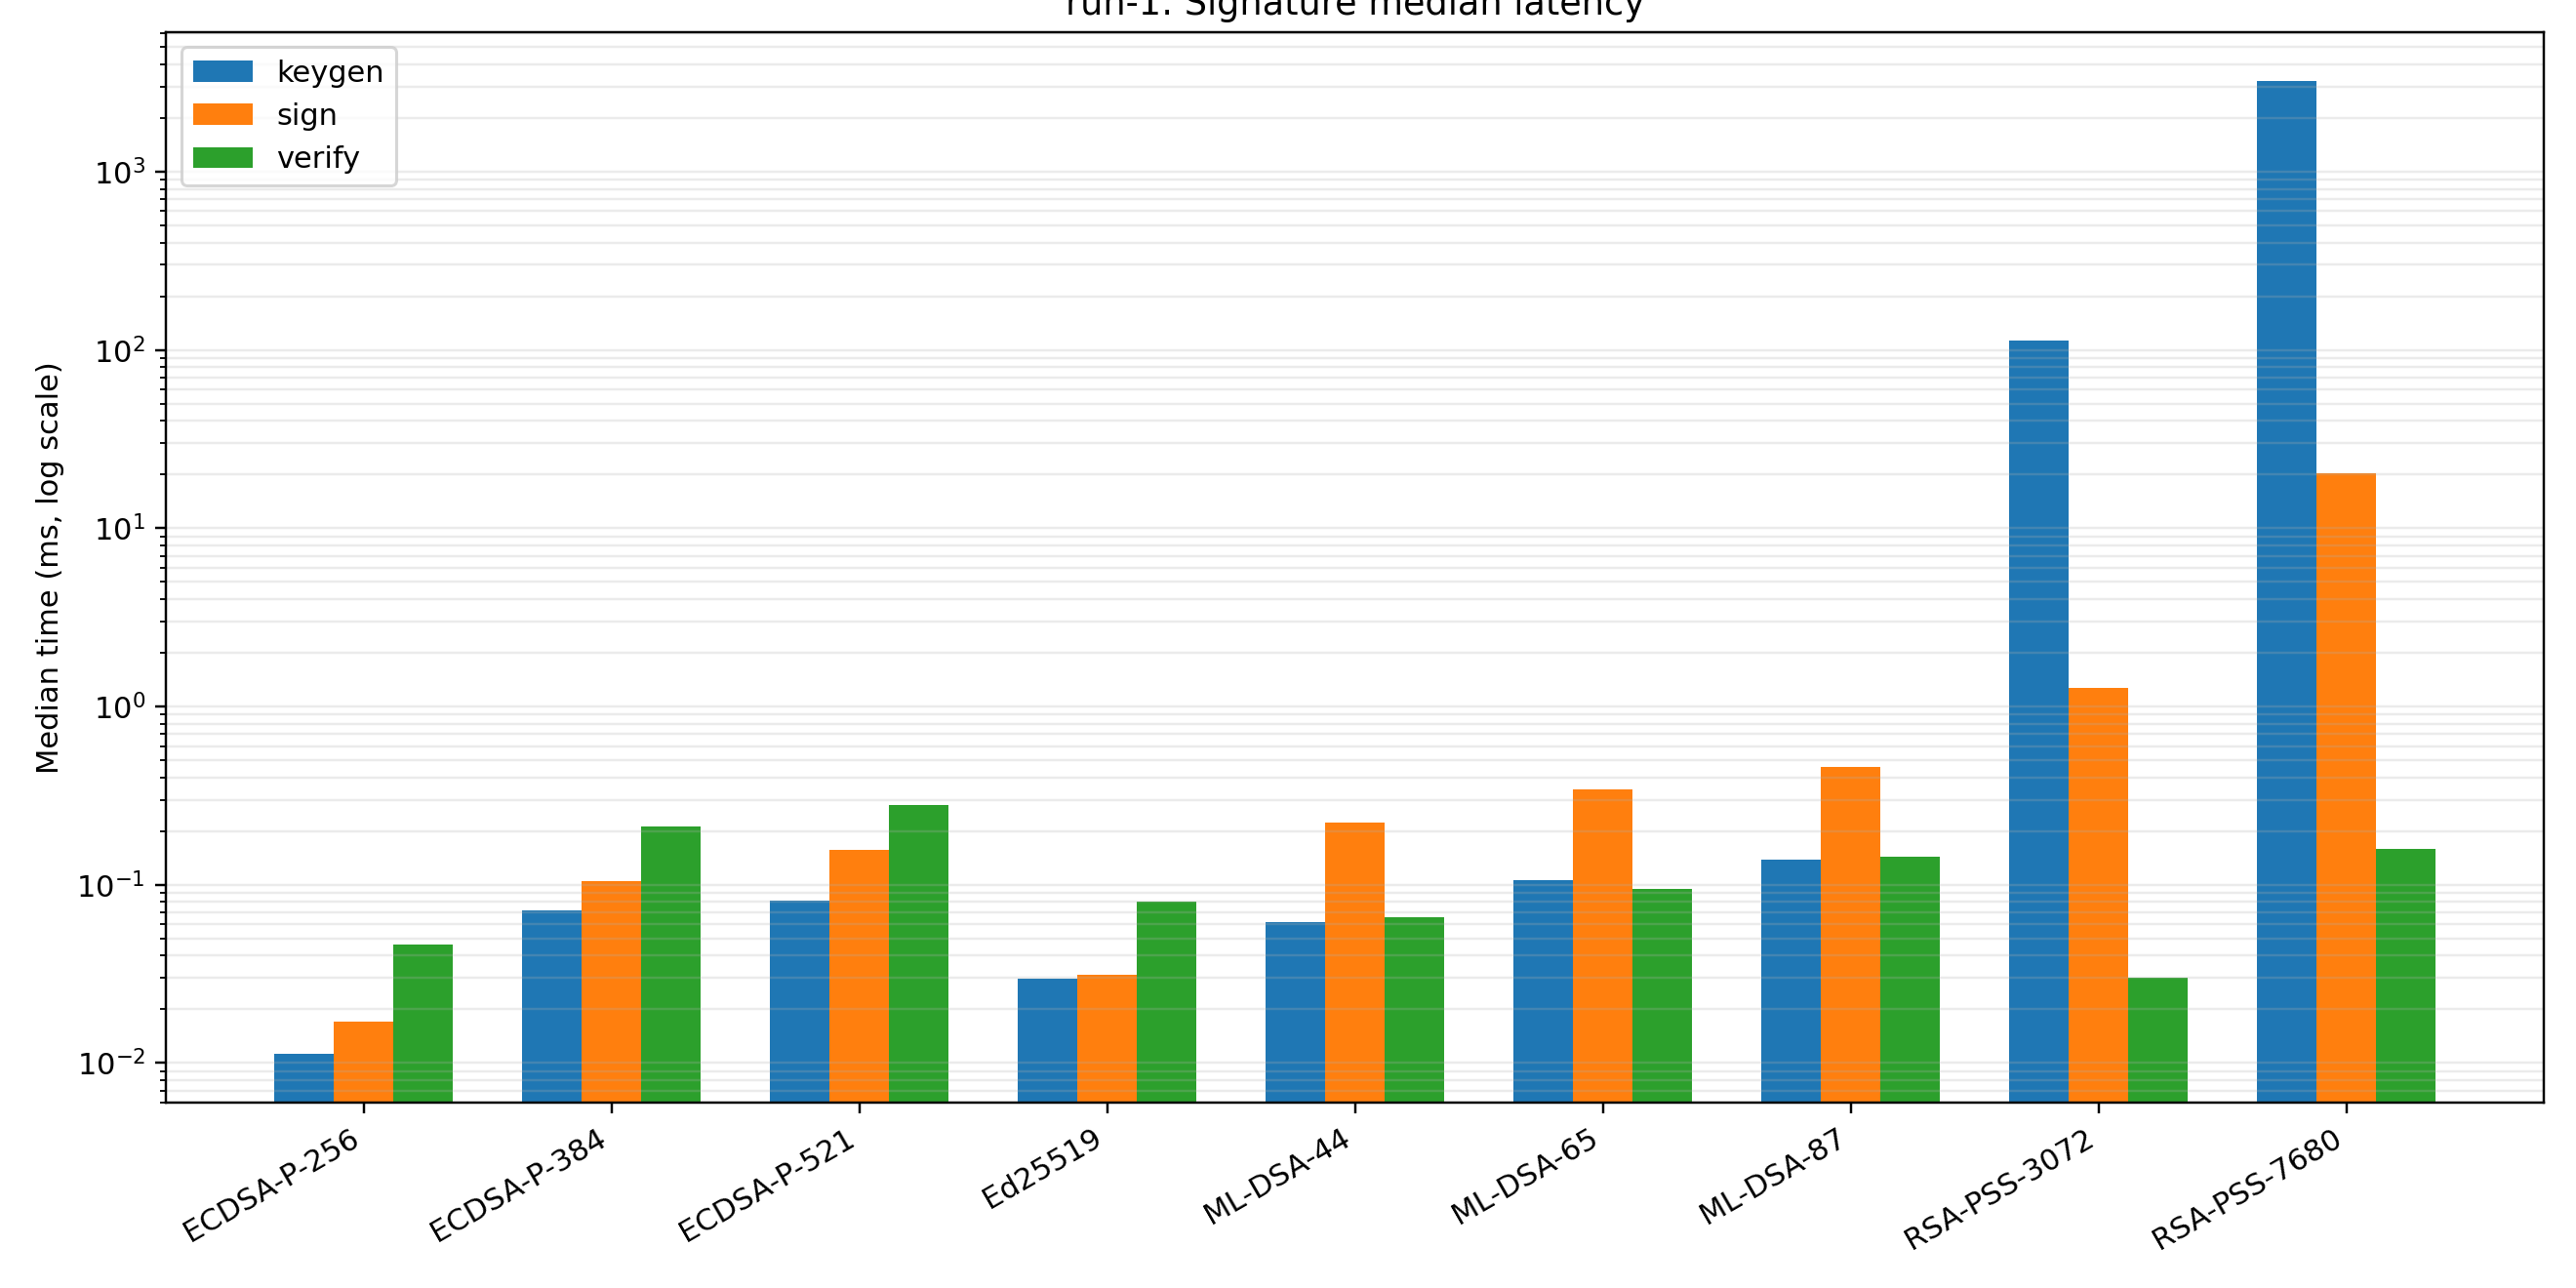 run-1: Signature median latency
keygen
sign
verify
Median time (ms, log scale)
10³
10²
10¹
10⁰
10⁻¹
10⁻²
ECDSA-P-256
ECDSA-P-384
ECDSA-P-521
Ed25519
ML-DSA-44
ML-DSA-65
ML-DSA-87
RSA-PSS-3072
RSA-PSS-7680